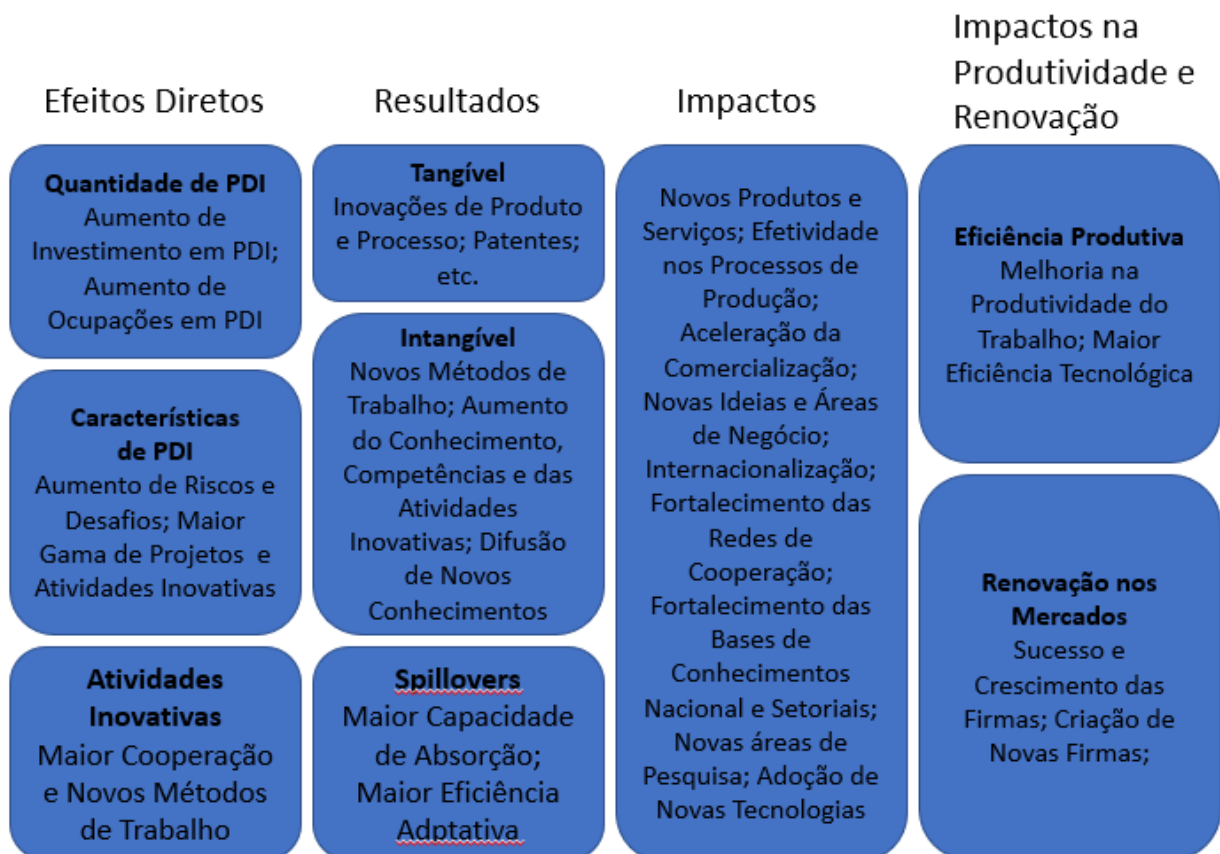 Efeitos Diretos
Quantidade de PDI
Aumento de
Investimento em PDI;
Aumento de
Ocupações em PDI
Características
de PDI
Aumento de Riscos e
Desafios; Maior
Gama de Projetos e
Atividades Inovativas
Atividades
Inovativas
Maior Cooperação
e Novos Métodos
de Trabalho
Resultados
Tangível
Inovações de Produto
e Processo; Patentes;
etc.
Intangível
Novos Métodos de
Trabalho; Aumento
do Conhecimento,
Competências e das
Atividades
Inovativas; Difusão
de Novos
Conhecimentos
Spillovers
Maior Capacidade
de Absorção;
Maior Eficiência
Adptativa
Impactos
Novos Produtos e
Serviços; Efetividade
nos Processos de
Produção;
Aceleração da
Comercialização;
Novas Ideias e Áreas
de Negócio;
Internacionalização;
Fortalecimento das
Redes de
Cooperação;
Fortalecimento das
Bases de
Conhecimentos
Nacional e Setoriais;
Novas áreas de
Pesquisa; Adoção de
Novas Tecnologias
Impactos na
Produtividade e
Renovação
Eficiência Produtiva
Melhoria na
Produtividade do
Trabalho; Maior
Eficiência Tecnológica
Renovação nos
Mercados
Sucesso e
Crescimento das
Firmas; Criação de
Novas Firmas;